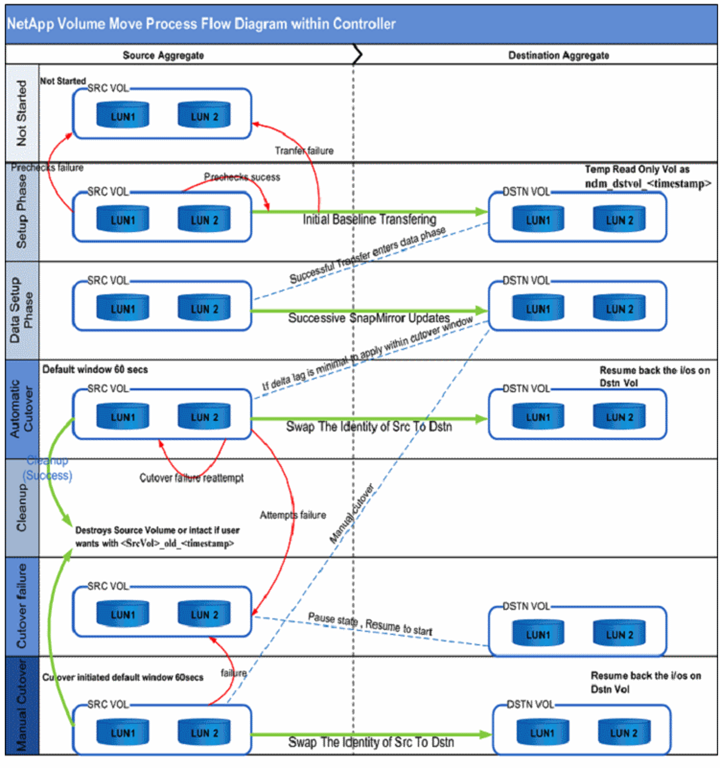 NetApp Volume Move Process Flow Diagram within Controller
Source Aggregate
Destination Aggregate
Not Started
Not Started
SRC VOL
LUN1
LUN 2
Tranfer failure
Prechecks failure
Setup Phase
SRC VOL
LUN1
LUN 2
Prechecks sucess
Initial Baseline Transfering
Temp Read Only Vol as
ndm_dstvol_<timestamp>
DSTN VOL
LUN1
LUN 2
Successful Transfer enters data phase
Data Setup
Phase
SRC VOL
LUN1
LUN 2
Successive SnapMirror Updates
DSTN VOL
LUN1
LUN 2
If delta lag is minimal to apply within cutover window
Automatic
Cutover
Default window 60 secs
SRC VOL
LUN1
LUN 2
Swap The Identity of Src To Dstn
Resume back the i/os on
Dstn Vol
DSTN VOL
LUN1
LUN 2
Cleanup
(Success)
Cutover failure reattempt
Attempts failure
Manual cutover
Cleanup
Destroys Source Volume or intact if user
wants with <SrcVol>_old_<timestamp>
Cutover failure
SRC VOL
LUN1
LUN 2
Pause state , Resume to start
DSTN VOL
LUN1
LUN 2
Manual Cutover
Cutover initiated default window 60secs
failure
SRC VOL
LUN1
LUN 2
Swap The Identity of Src To Dstn
Resume back the i/os on
Dstn Vol
DSTN VOL
LUN1
LUN 2